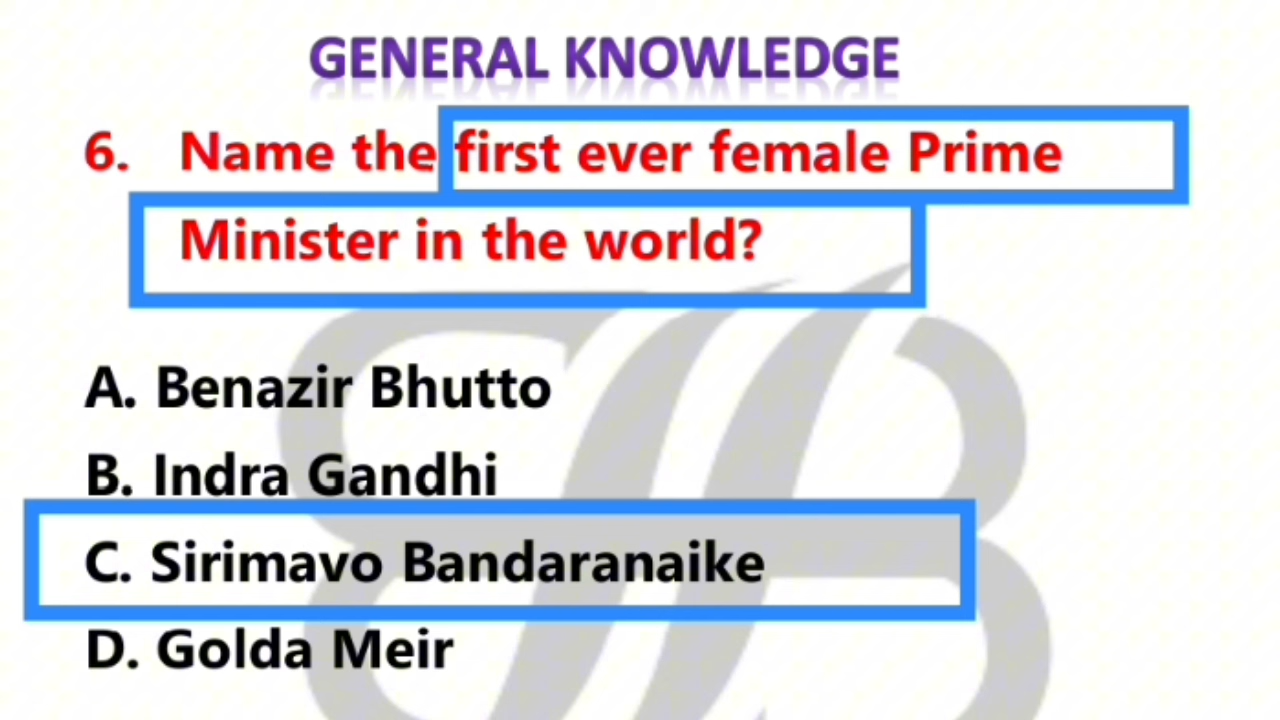 GENERAL KNOWLEDGE
6. Name the first ever female Prime
Minister in the world?
A. Benazir Bhutto
B. Indra Gandhi
C. Sirimavo Bandaranaike
D. Golda Meir